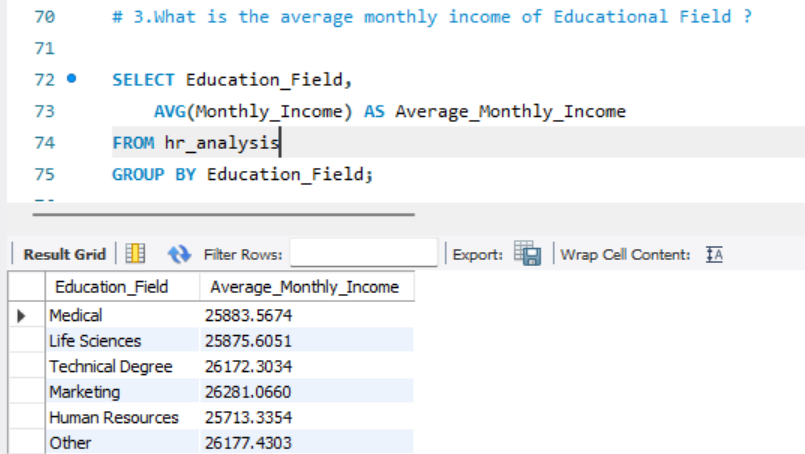 70 # 3.What is the average monthly income of Educational Field ?
71
72 SELECT Education_Field,
73 AVG(Monthly_Income) AS Average_Monthly_Income
74 FROM hr_analysis
75 GROUP BY Education_Field;
Result Grid Filter Rows: Export: Wrap Cell Content:
Education_Field Average_Monthly_Income
Medical 25883.5674
Life Sciences 25875.6051
Technical Degree 26172.3034
Marketing 26281.0660
Human Resources 25713.3354
Other 26177.4303